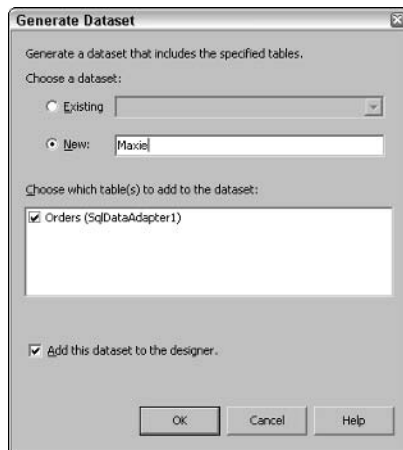 Generate Dataset
Generate a dataset that includes the specified tables.
Choose a dataset:
Existing
New:
Maxie
Choose which table(s) to add to the dataset:
Orders (SqlDataAdapter1)
Add this dataset to the designer.
OK
Cancel
Help